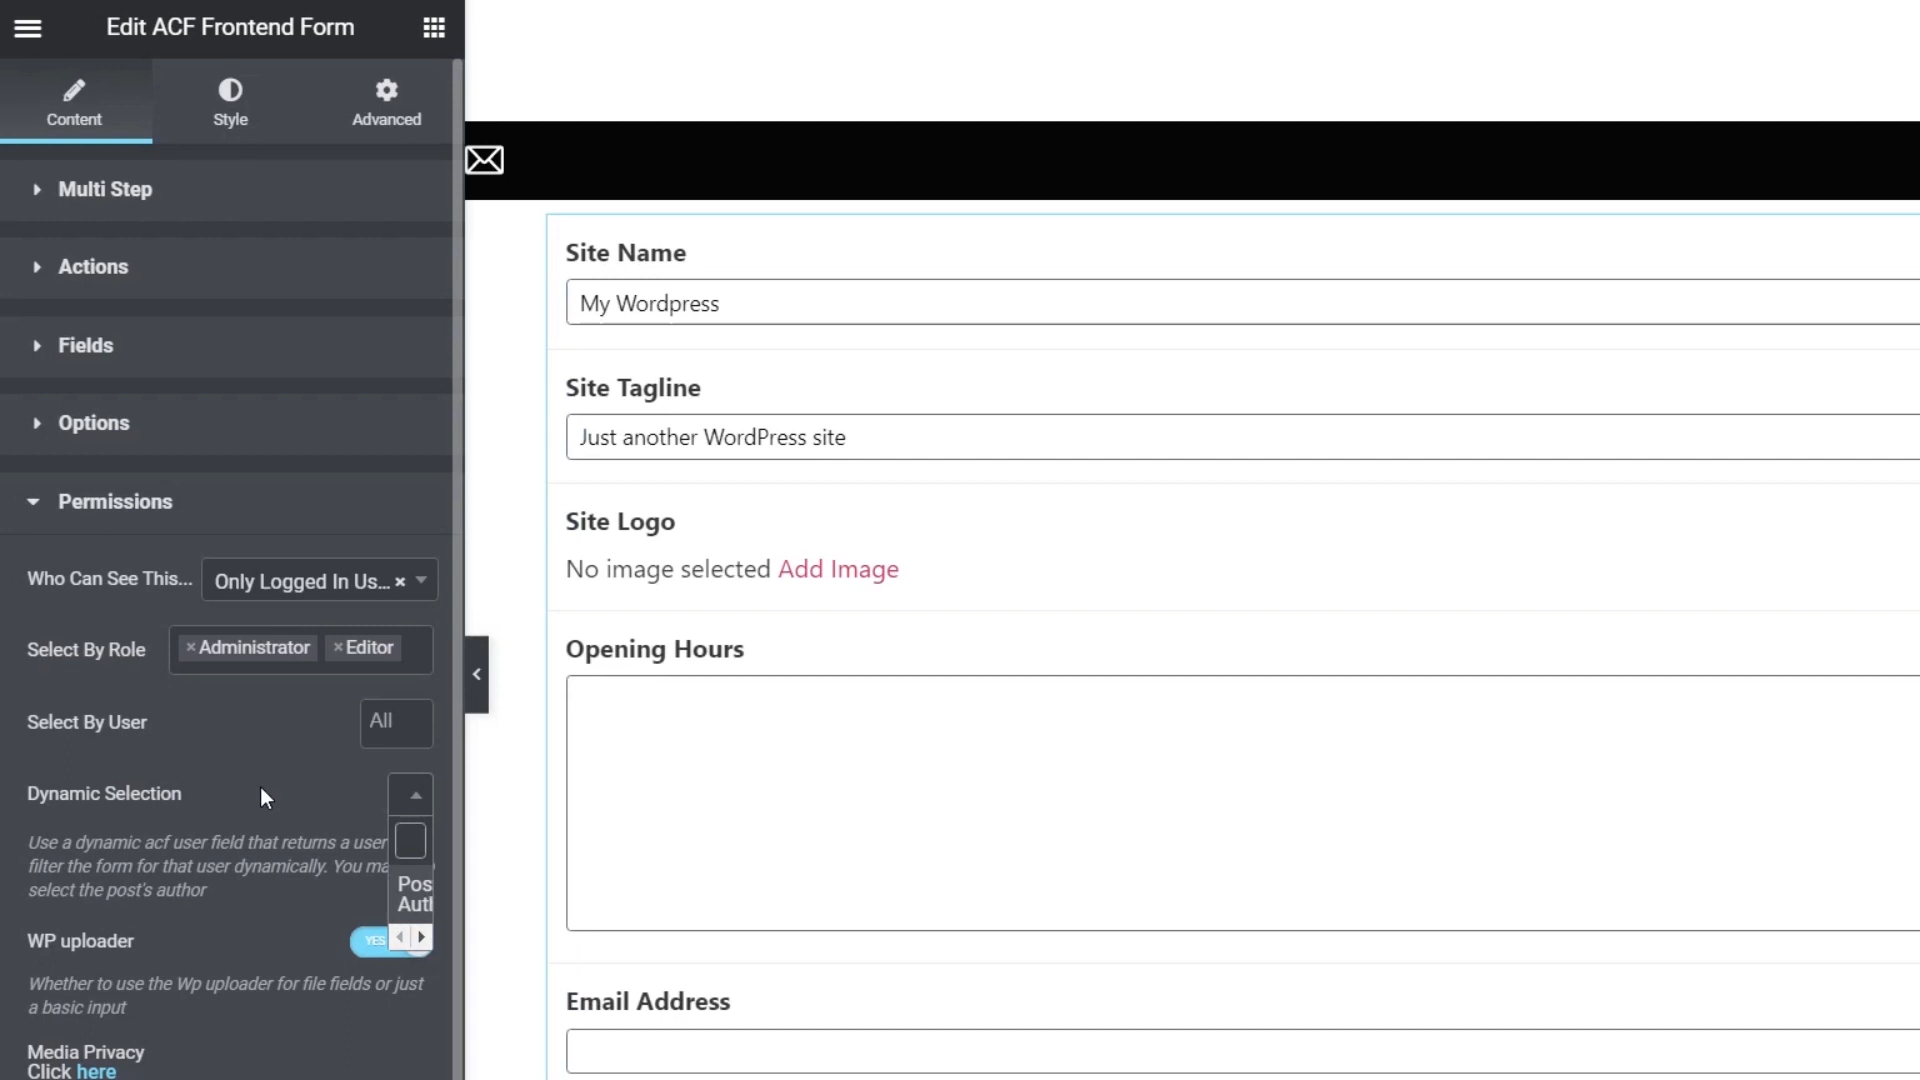 Edit ACF Frontend Form
Content
Style
Advanced
Multi Step
Actions
Fields
Options
Permissions
Who Can See This...
Only Logged In Us... ×
Select By Role
×Administrator ×Editor
Select By User
All
Dynamic Selection
Use a dynamic acf user field that returns a user
filter the form for that user dynamically. You
select the post's author
WP uploader
YES
Whether to use the Wp uploader for file fields or just
a basic input
Media Privacy
Click here
Site Name
My Wordpress
Site Tagline
Just another WordPress site
Site Logo
No image selected Add Image
Opening Hours
Email Address